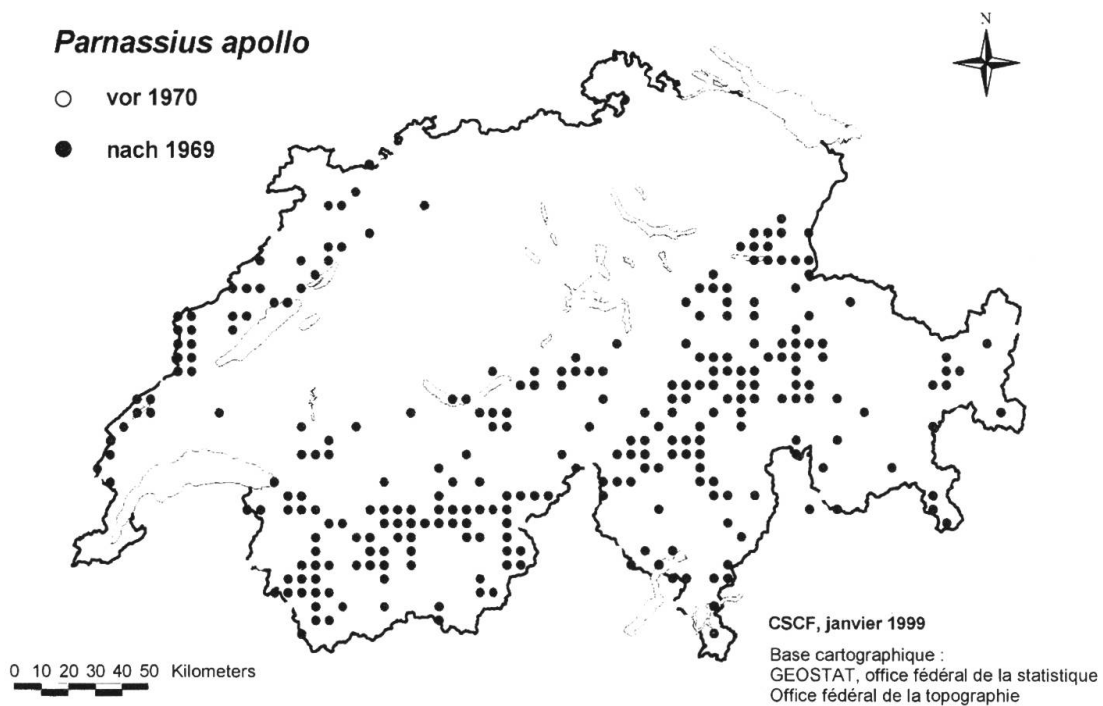 Parnassius apollo
○ vor 1970
● nach 1969
N
CSCF, janvier 1999
Base cartographique :
GEOSTAT, office fédéral de la statistique
Office fédéral de la topographie
0 10 20 30 40 50 Kilometers